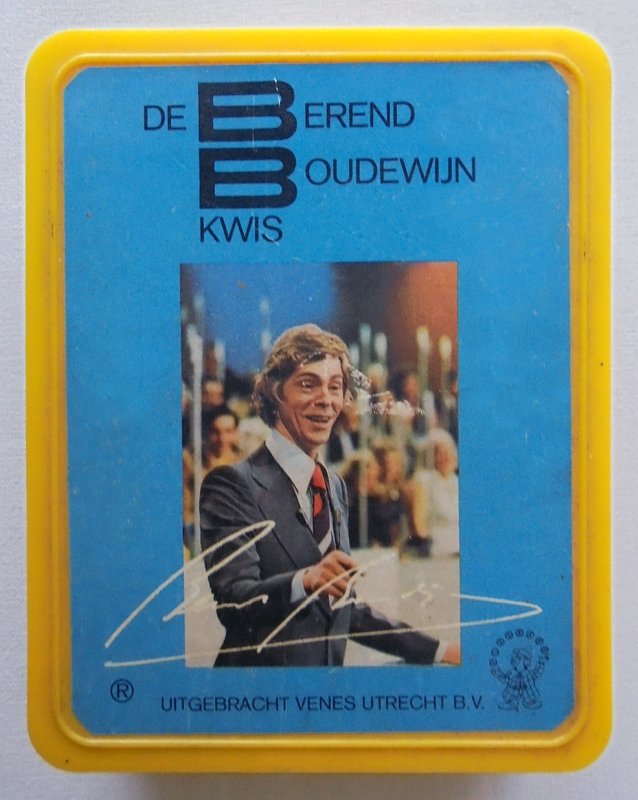 DE BEREND
BOUDEWIJN
KWIS
® UITGEBRACHT VENES UTRECHT B.V.